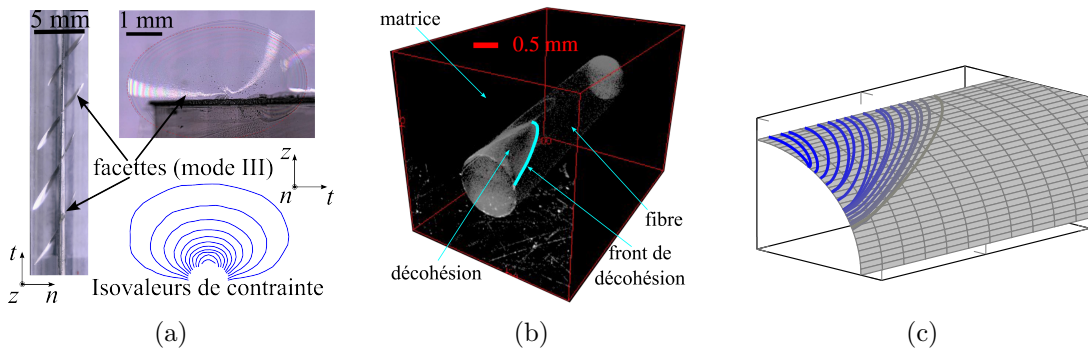 5 mm
1 mm
facettes (mode III)
z
n
t
t
z
n
Isovaleurs de contrainte
(a)
matrice
0.5 mm
fibre
front de
décohésion
décohésion
(b)
(c)